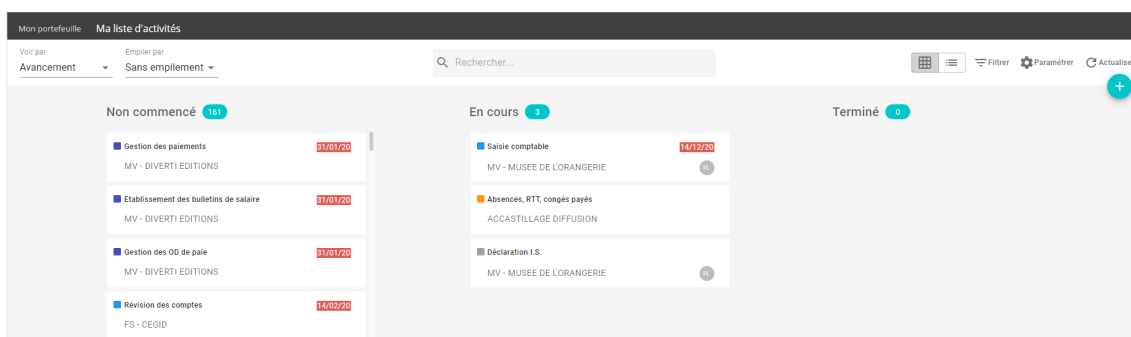 Mon portefeuille Ma liste d'activités
Voir par Empiler par
Avancement Sans empilement
Rechercher...
Filtrer Paramétrer Actualise
Non commencé 161
Gestion des paiements 31/01/20
MV - DIVERTI EDITIONS
Etablissement des bulletins de salaire 31/01/20
MV - DIVERTI EDITIONS
Gestion des OD de paie 31/01/20
MV - DIVERTI EDITIONS
Révision des comptes 14/02/20
FS - CEGID
En cours 3
Saisie comptable 14/12/20
MV - MUSEE DE L'ORANGERIE
Absences, RTT, congés payés
ACCASTILLAGE DIFFUSION
Déclaration I.S.
MV - MUSEE DE L'ORANGERIE
Terminé 0